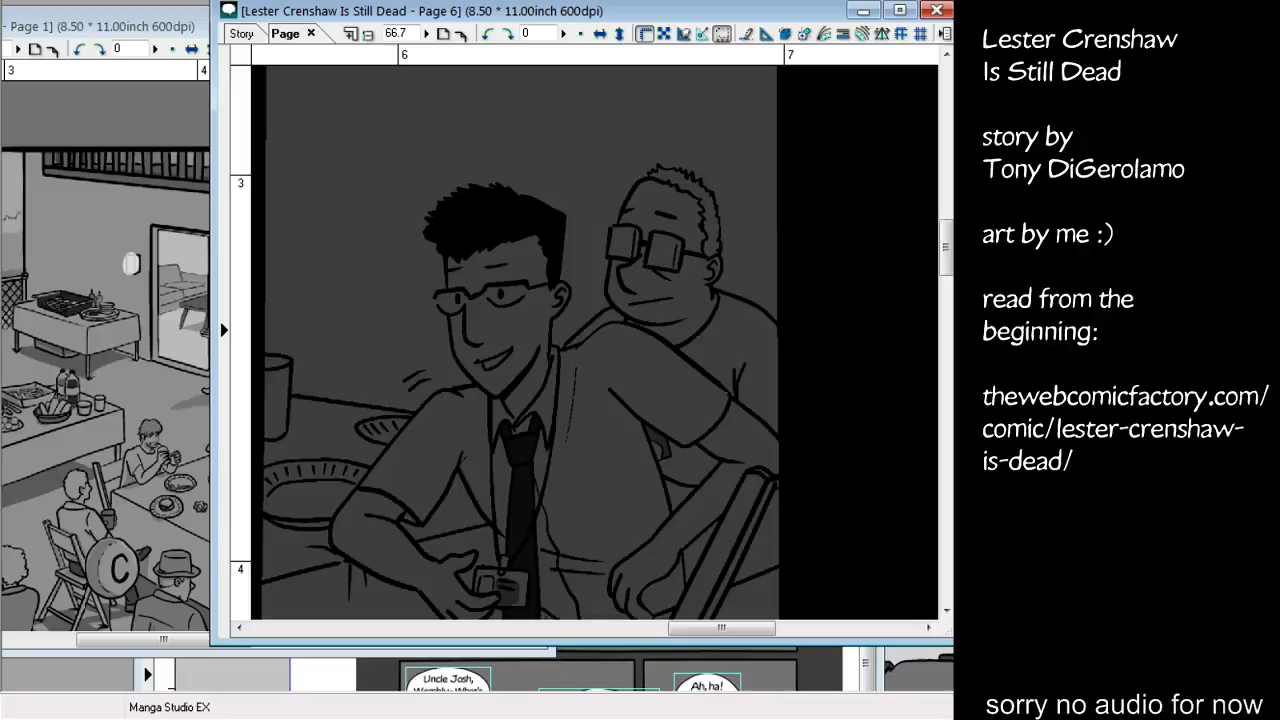 - Page 1] (8.50 * 11.00inch 600dpi)
0
3
4
[Lester Crenshaw Is Still Dead - Page 6] (8.50 * 11.00inch 600dpi)
Story
Page
66.7
0
6
7
3
4
C
Uncle Josh,
Ah, ha!
Manga Studio EX
Lester Crenshaw
Is Still Dead
story by
Tony DiGerolamo
art by me :)
read from the
beginning:
thewebcomicfactory.com/
comic/lester-crenshaw-
is-dead/
sorry no audio for now